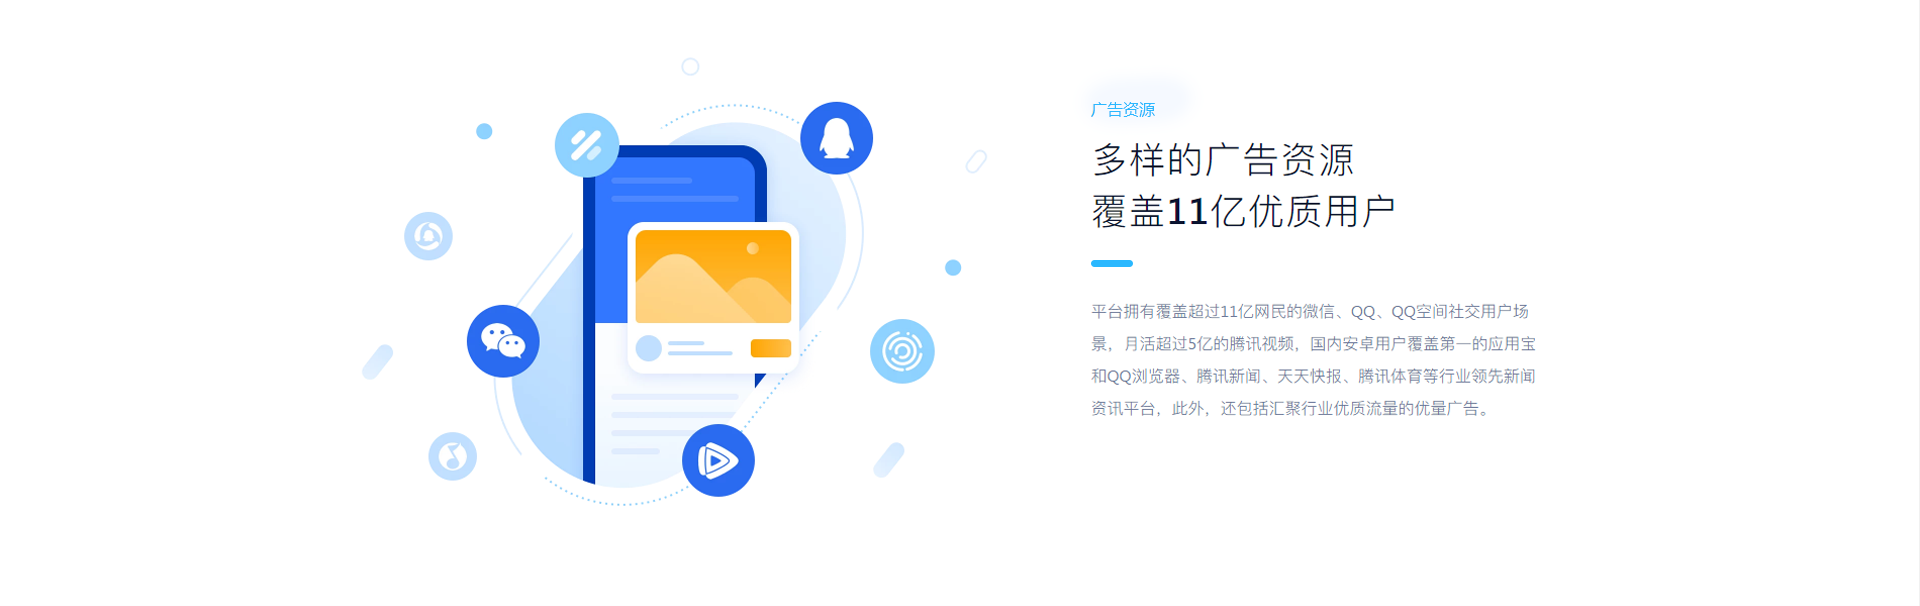 广告资源
多样的广告资源
覆盖11亿优质用户
平台拥有覆盖超过11亿网民的微信、QQ、QQ空间社交用户场
景，月活超过5亿的腾讯视频，国内安卓用户覆盖第一的应用宝
和QQ浏览器、腾讯新闻、天天快报、腾讯体育等行业领先新闻
资讯平台，此外，还包括汇聚行业优质流量的优量广告。